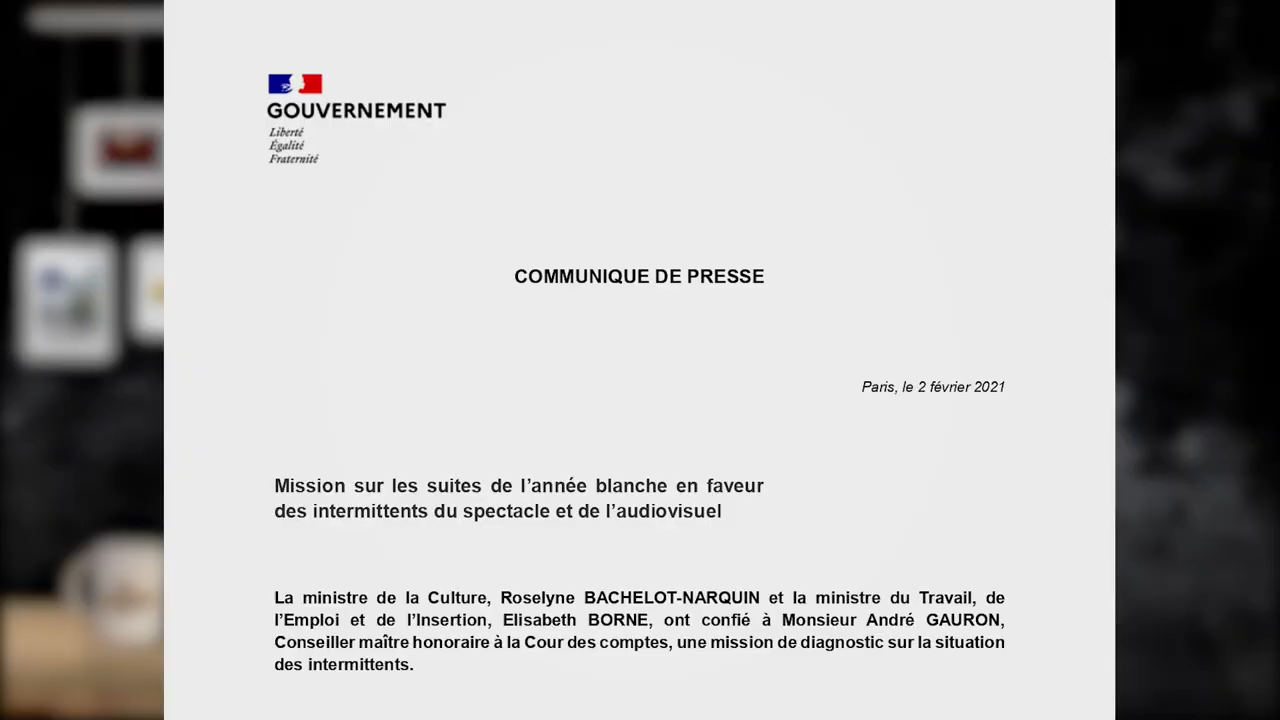 GOUVERNEMENT
Liberté
Égalité
Fraternité
COMMUNIQUE DE PRESSE
Paris, le 2 février 2021
Mission sur les suites de l’année blanche en faveur
des intermittents du spectacle et de l’audiovisuel
La ministre de la Culture, Roselyne BACHELOT-NARQUIN et la ministre du Travail, de
l’Emploi et de l’Insertion, Elisabeth BORNE, ont confié à Monsieur André GAURON,
Conseiller maître honoraire à la Cour des comptes, une mission de diagnostic sur la situation
des intermittents.